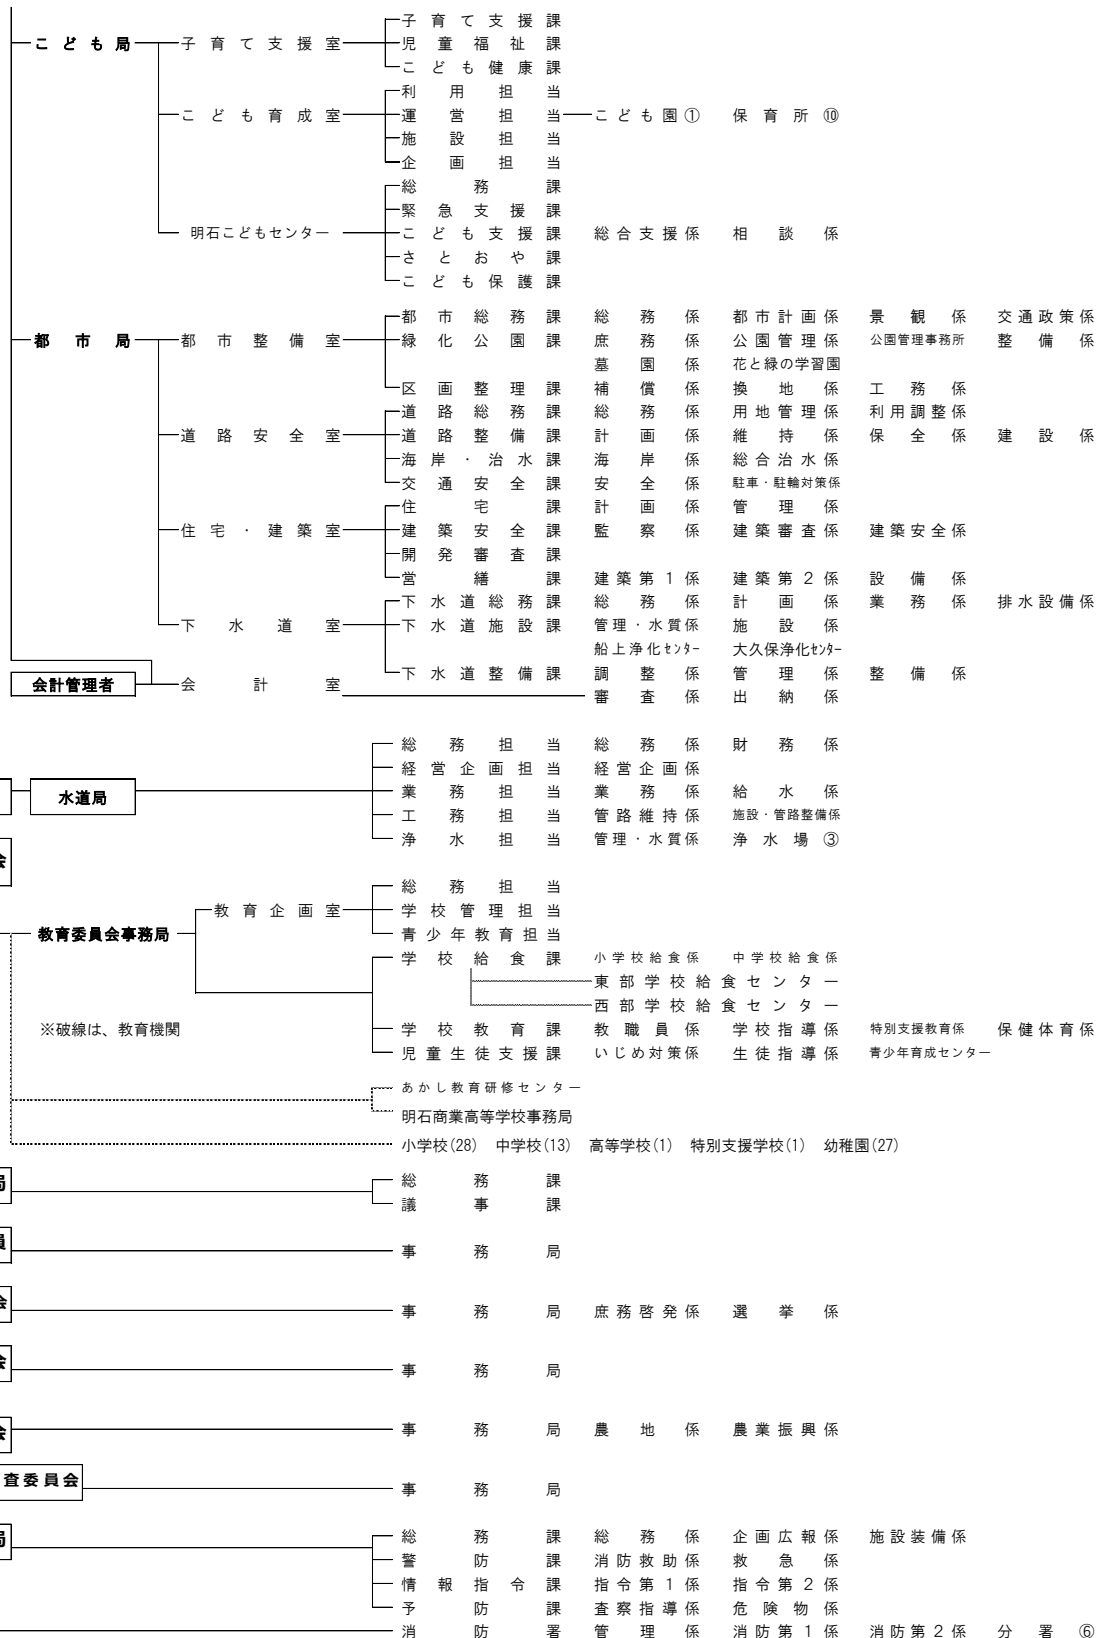 子育て支援課
こども局 子育て支援室 児童福祉課
こども健康課
利用担当
こども育成室 運営担当 こども園① 保育所⑩
施設担当
企画担当
総務課
緊急支援課
明石こどもセンター こども支援課 総合支援係 相談係
さとおや課
こども保護課
都市総務課 総務係 都市計画係 景観係 交通政策係
都市局 都市整備室 緑化公園課 庶務係 公園管理係 公園管理事務所 整備係
墓園係 花と緑の学習園
区画整理課 補償係 換地係 工務係
道路総務課 総務係 用地管理係 利用調整係
道路安全室 道路整備課 計画係 維持係 保全係 建設係
海岸・治水課 海岸係 総合治水係
交通安全課 安全係 駐車・駐輪対策係
住宅課 計画係 管理係
住宅・建築室 建築安全課 監察係 建築審査係 建築安全係
開発審査課
営繕課 建築第1係 建築第2係 設備係
下水道総務課 総務係 計画係 業務係 排水設備係
下水道室 下水道施設課 管理・水質係 施設係
船上浄化センター 大久保浄化センター
下水道整備課 調整係 管理係 整備係
会計管理者 会計室
審査係 出納係
総務担当 総務係 財務係
経営企画担当 経営企画係
水道局 業務担当 業務係 給水係
工務担当 管路維持係 施設・管路整備係
浄水担当 管理・水質係 浄水場③
会
総務担当
教育企画室 学校管理担当
教育委員会事務局 青少年教育担当
学校給食課 小学校給食係 中学校給食係
東部学校給食センター
西部学校給食センター
※破線は、教育機関 学校教育課 教職員係 学校指導係 特別支援教育係 保健体育係
児童生徒支援課 いじめ対策係 生徒指導係 青少年育成センター
あかし教育研修センター
明石商業高等学校事務局
小学校(28) 中学校(13) 高等学校(1) 特別支援学校(1) 幼稚園(27)
局 総務課
議事課
員 事務局
会 事務局 庶務啓発係 選挙係
会 事務局
会 事務局 農地係 農業振興係
査委員会 事務局
局 総務課 総務係 企画広報係 施設装備係
警防課 消防救助係 救急係
情報指令課 指令第1係 指令第2係
予防課 査察指導係 危険物係
消防署 管理係 消防第1係 消防第2係 分署⑥